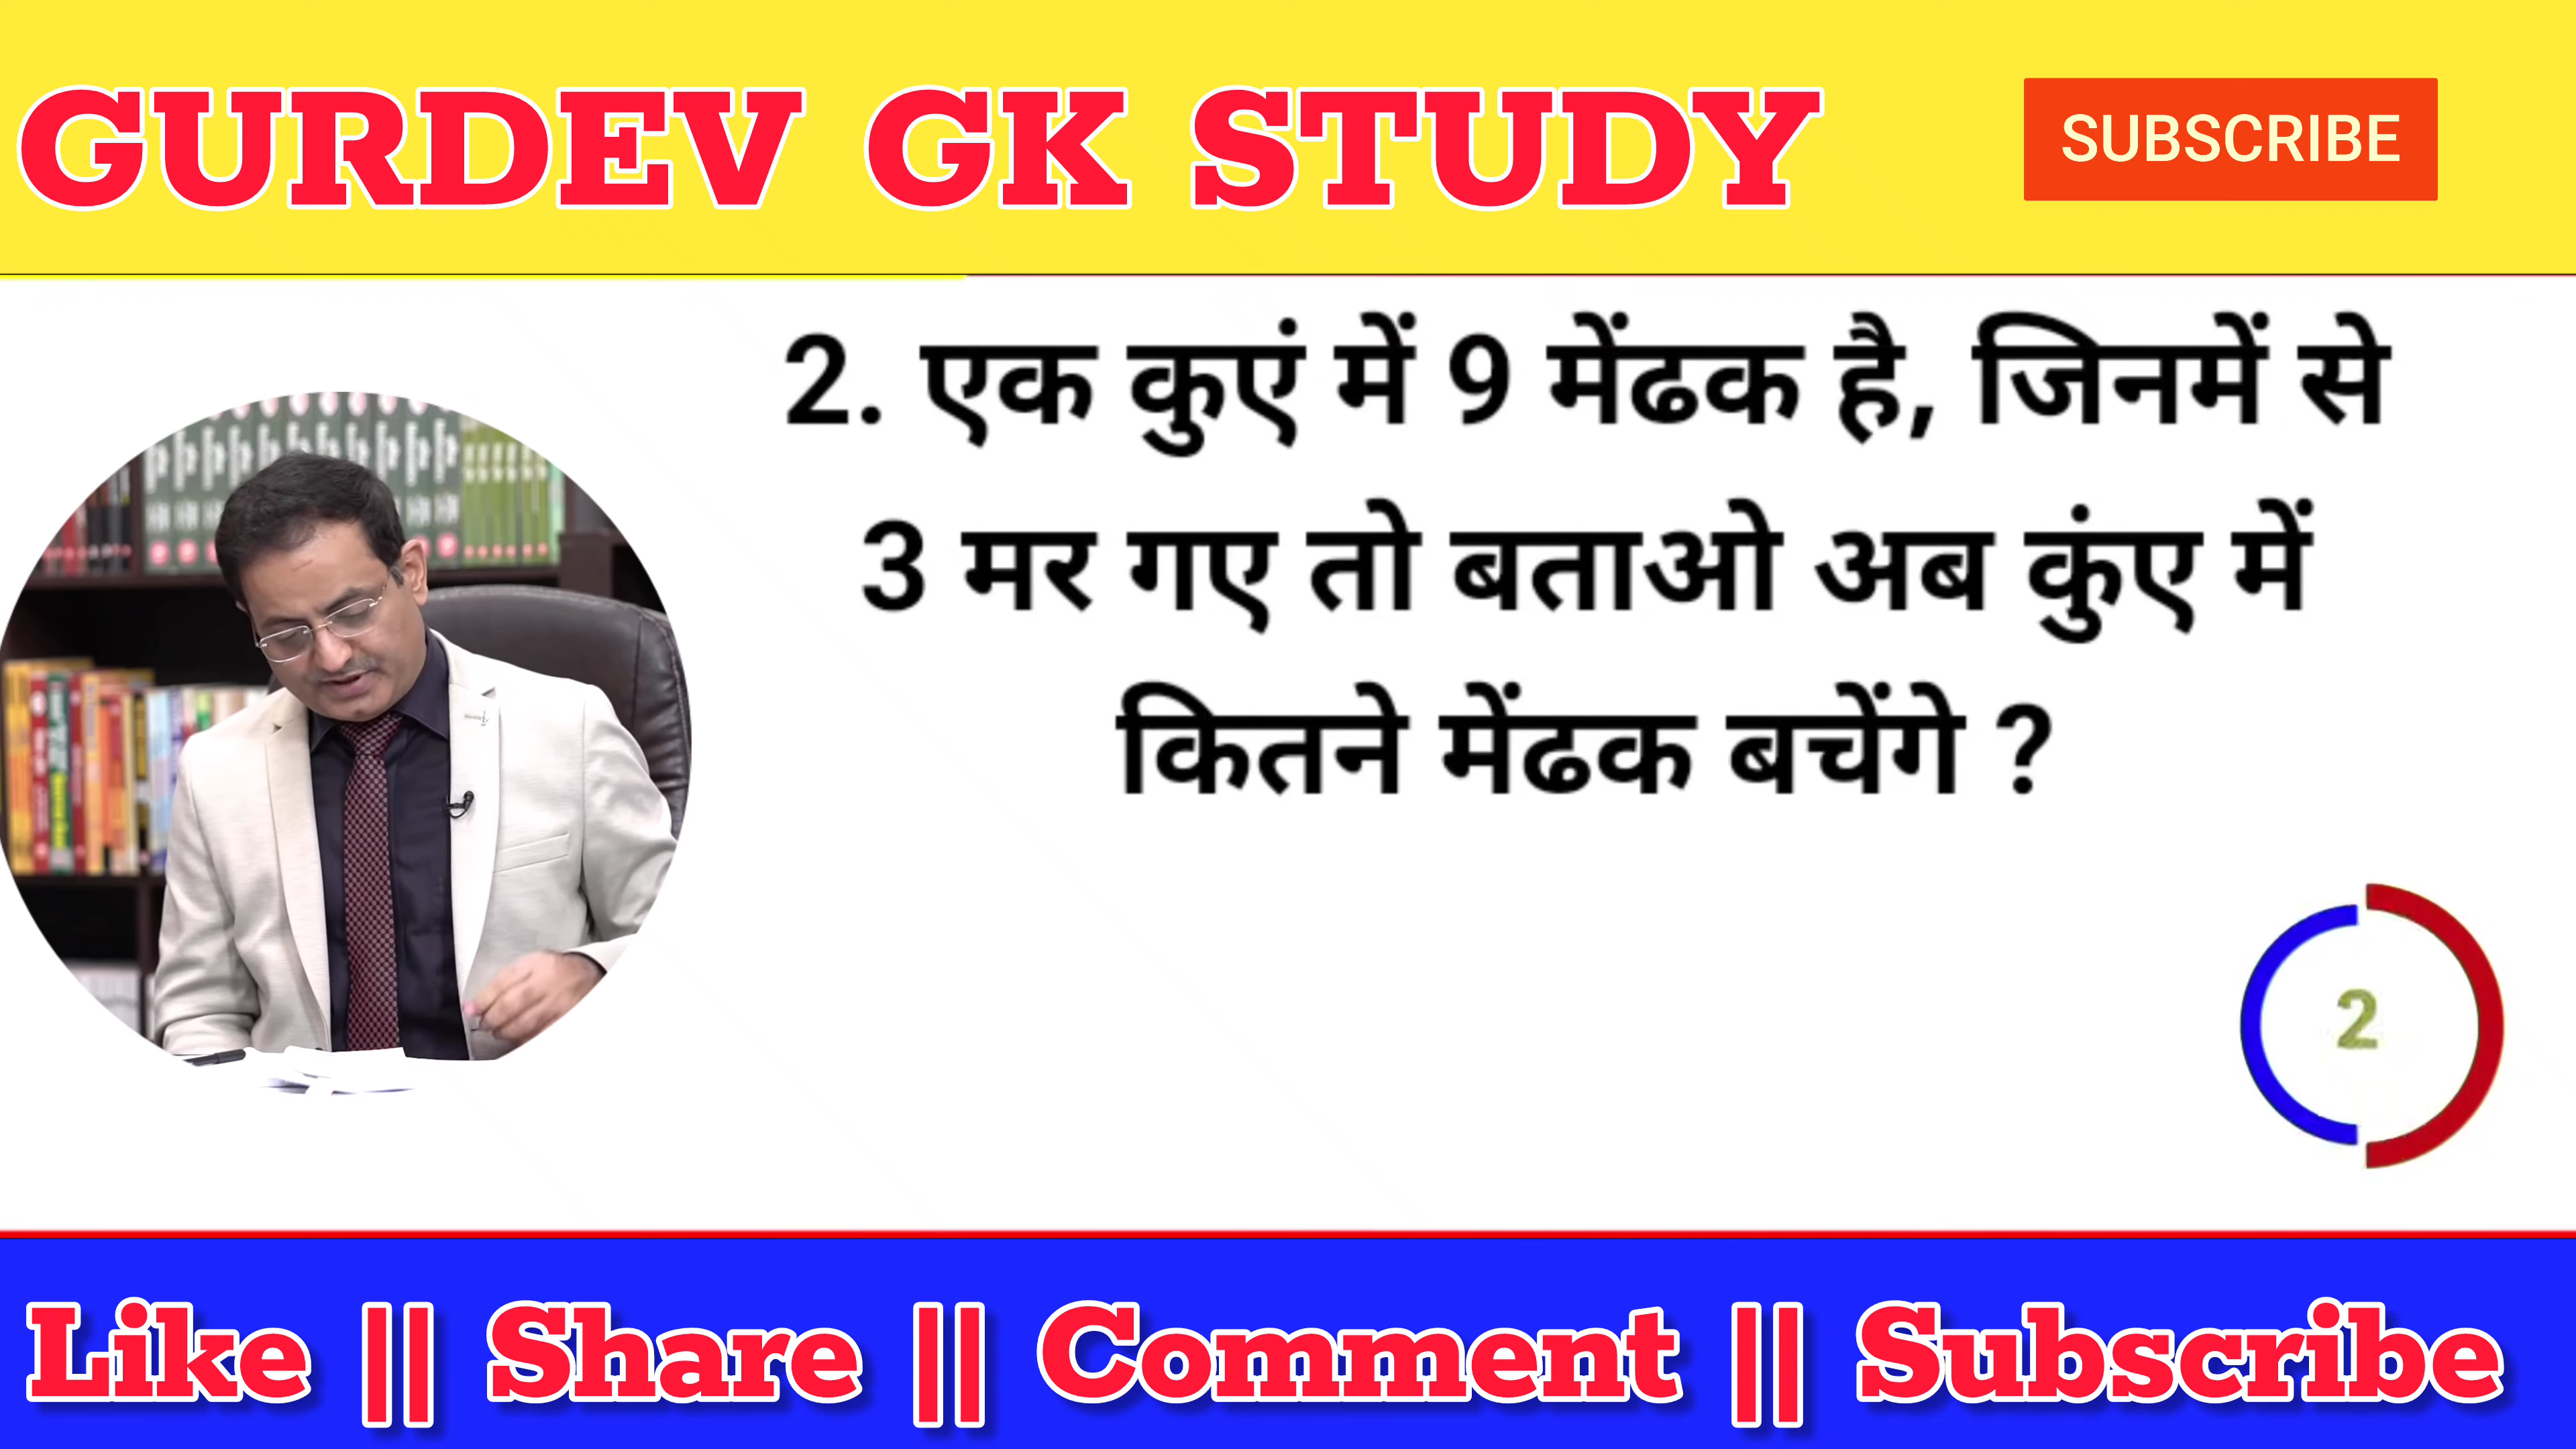 GURDEV GK STUDY
SUBSCRIBE
2. एक कुएं में 9 मेंढक है, जिनमें से
3 मर गए तो बताओ अब कुंए में
कितने मेंढक बचेंगे ?
2
Like || Share || Comment || Subscribe